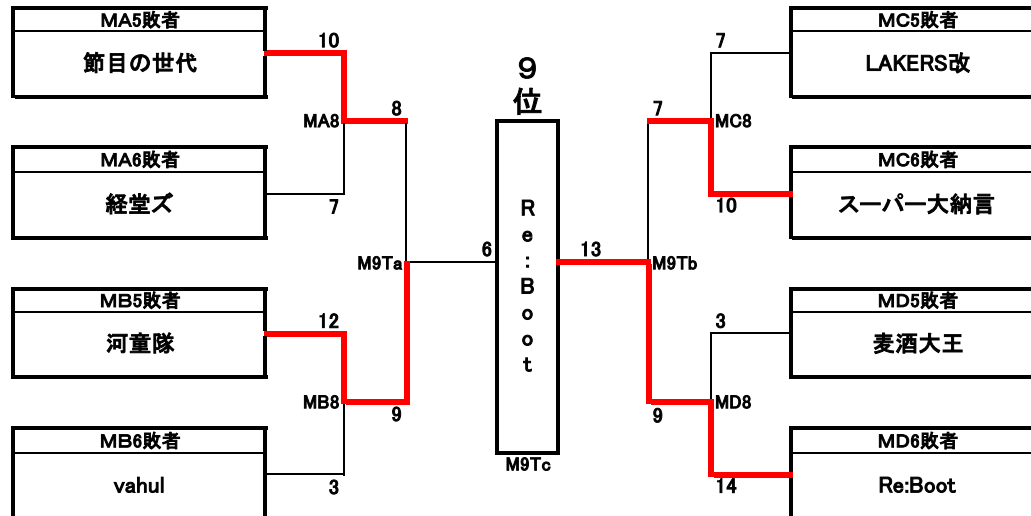 MA5敗者
節目の世代
10
MA8
8
MA6敗者
経堂ズ
7
M9Ta
6
MB5敗者
河童隊
12
MB8
9
MB6敗者
vahul
3
9
位
Re:Boot
M9Tc
13
MC5敗者
LAKERS改
7
7
MC8
MC6敗者
スーパー大納言
10
M9Tb
MD5敗者
麦酒大王
3
9
MD8
MD6敗者
Re:Boot
14